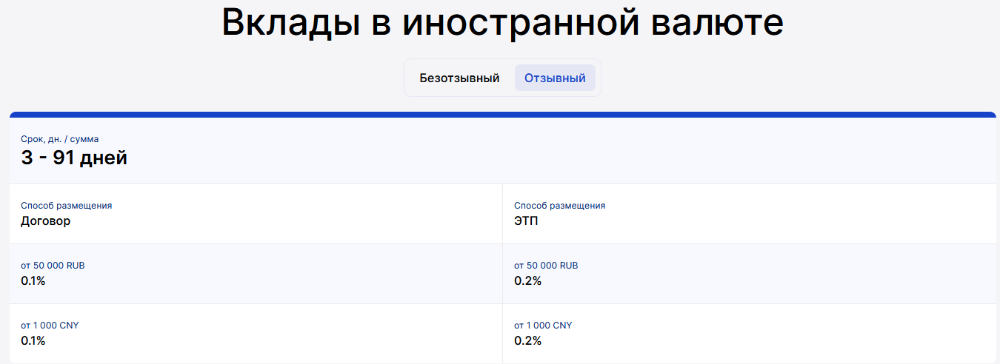 Вклады в иностранной валюте
Безотзывный
Отзывный
Срок, дн. / сумма
3 - 91 дней
Способ размещения
Договор
Способ размещения
ЭТП
от 50 000 RUB
0.1%
от 50 000 RUB
0.2%
от 1 000 CNY
0.1%
от 1 000 CNY
0.2%